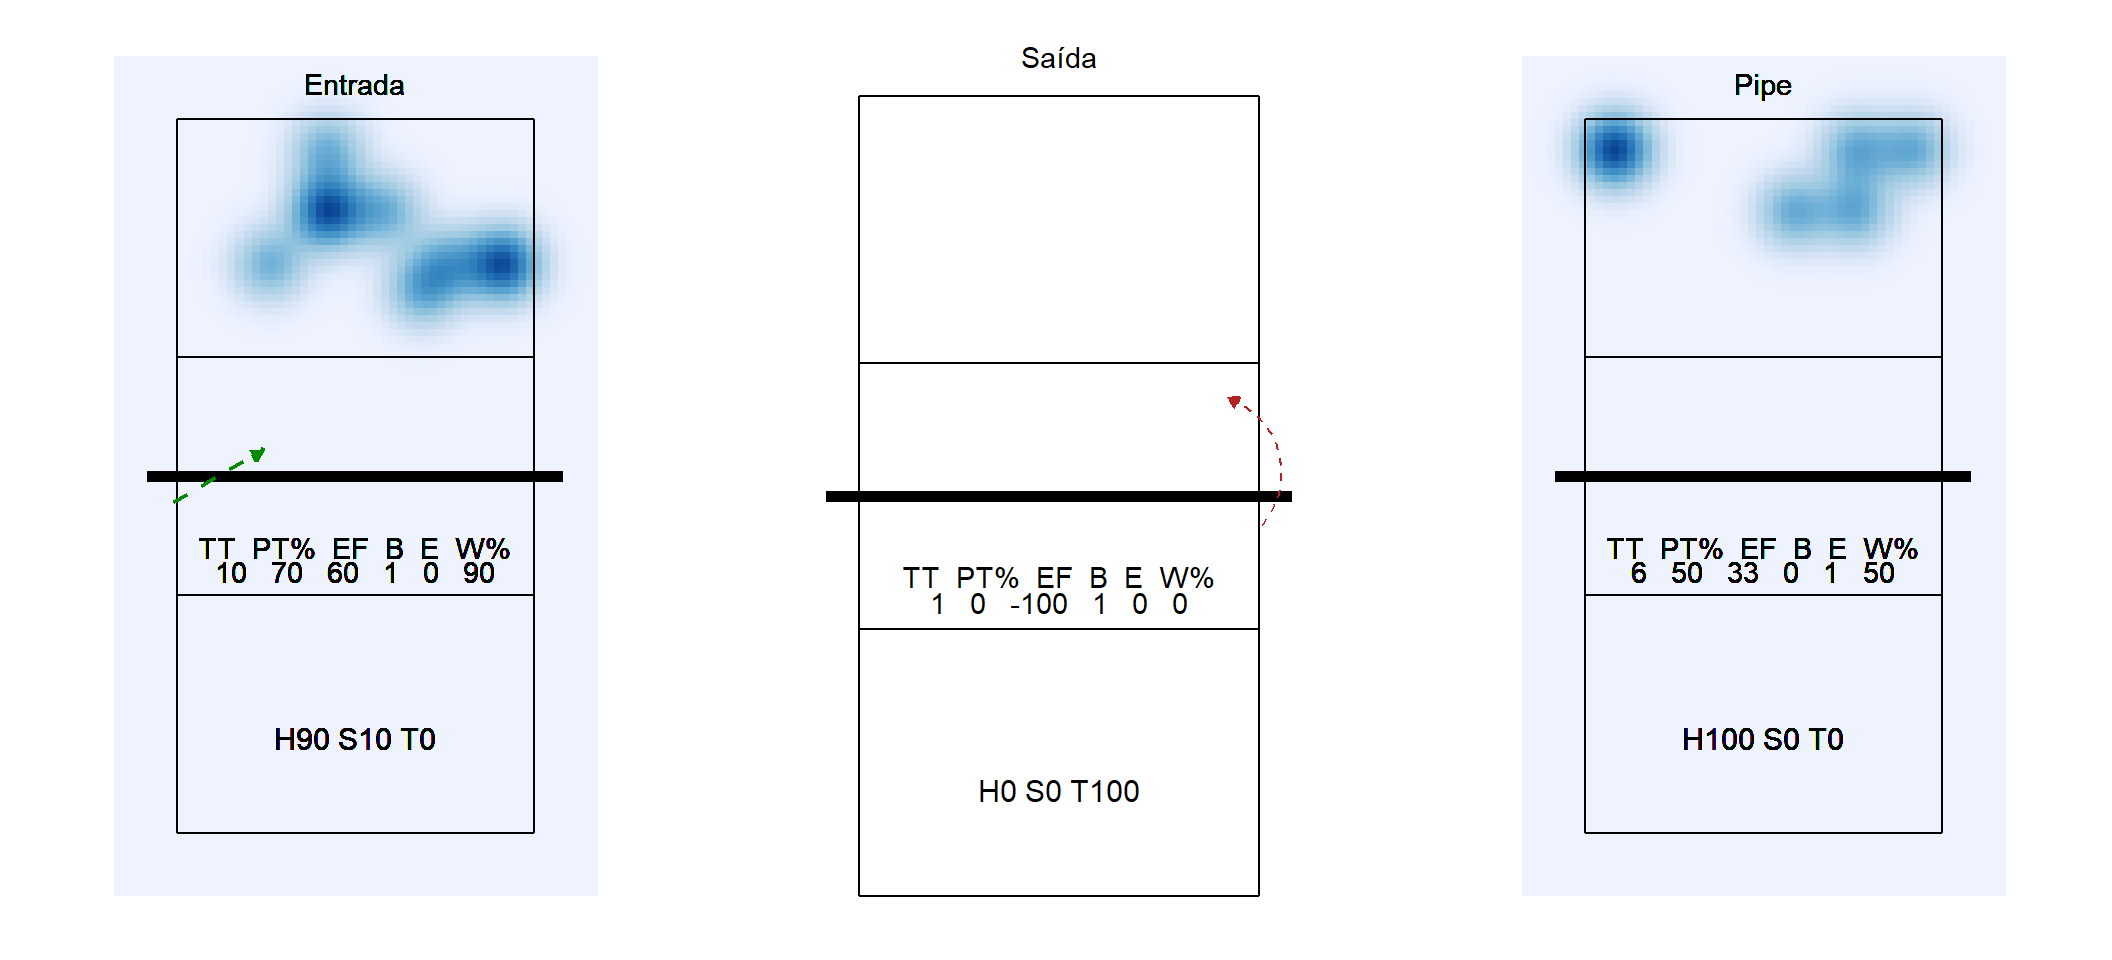 Entrada
TT PT% EF B E W%
10 70 60 1 0 90
H90 S10 T0
Saída
TT PT% EF B E W%
1 0 -100 1 0 0
H0 S0 T100
Pipe
TT PT% EF B E W%
6 50 33 0 1 50
H100 S0 T0